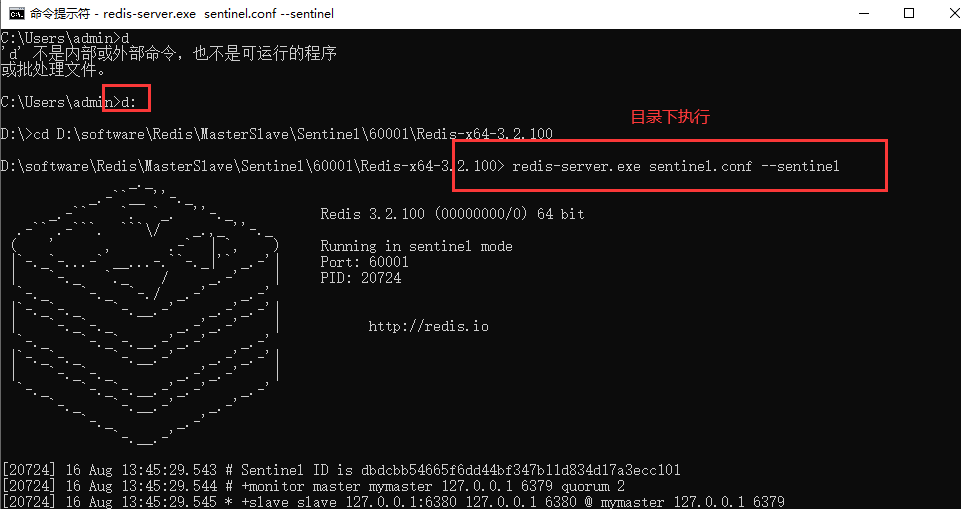 命令提示符 - redis-server.exe  sentinel.conf --sentinel
C:\Users\admin>d
'd' 不是内部或外部命令，也不是可运行的程序
或批处理文件。
C:\Users\admin>d:
目录下执行
D:\>cd D:\software\Redis\MasterSlave\Sentinel\60001\Redis-x64-3.2.100
D:\software\Redis\MasterSlave\Sentinel\60001\Redis-x64-3.2.100> redis-server.exe sentinel.conf --sentinel
Redis 3.2.100 (00000000/0) 64 bit
Running in sentinel mode
Port: 60001
PID: 20724
http://redis.io
[20724] 16 Aug 13:45:29.543 # Sentinel ID is dbdcbb54665f6dd44bf347b11d834d17a3ecc101
[20724] 16 Aug 13:45:29.544 # +monitor master mymaster 127.0.0.1 6379 quorum 2
[20724] 16 Aug 13:45:29.545 * +slave slave 127.0.0.1:6380 127.0.0.1 6380 @ mymaster 127.0.0.1 6379